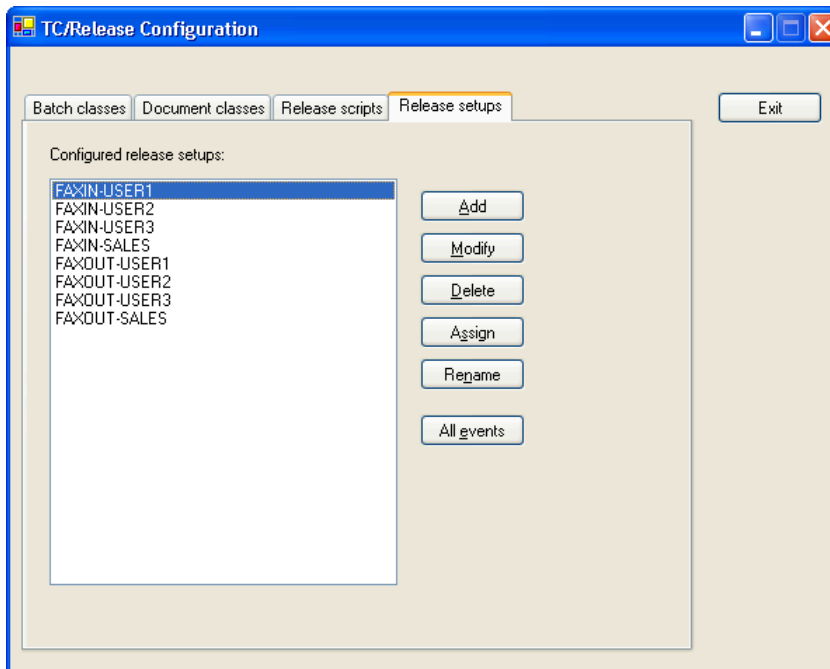 TC/Release Configuration
Batch classes
Document classes
Release scripts
Release setups
Exit
Configured release setups:
FAXIN-USER1
FAXIN-USER2
FAXIN-USER3
FAXIN-SALES
FAXOUT-USER1
FAXOUT-USER2
FAXOUT-USER3
FAXOUT-SALES
Add
Modify
Delete
Assign
Rename
All events